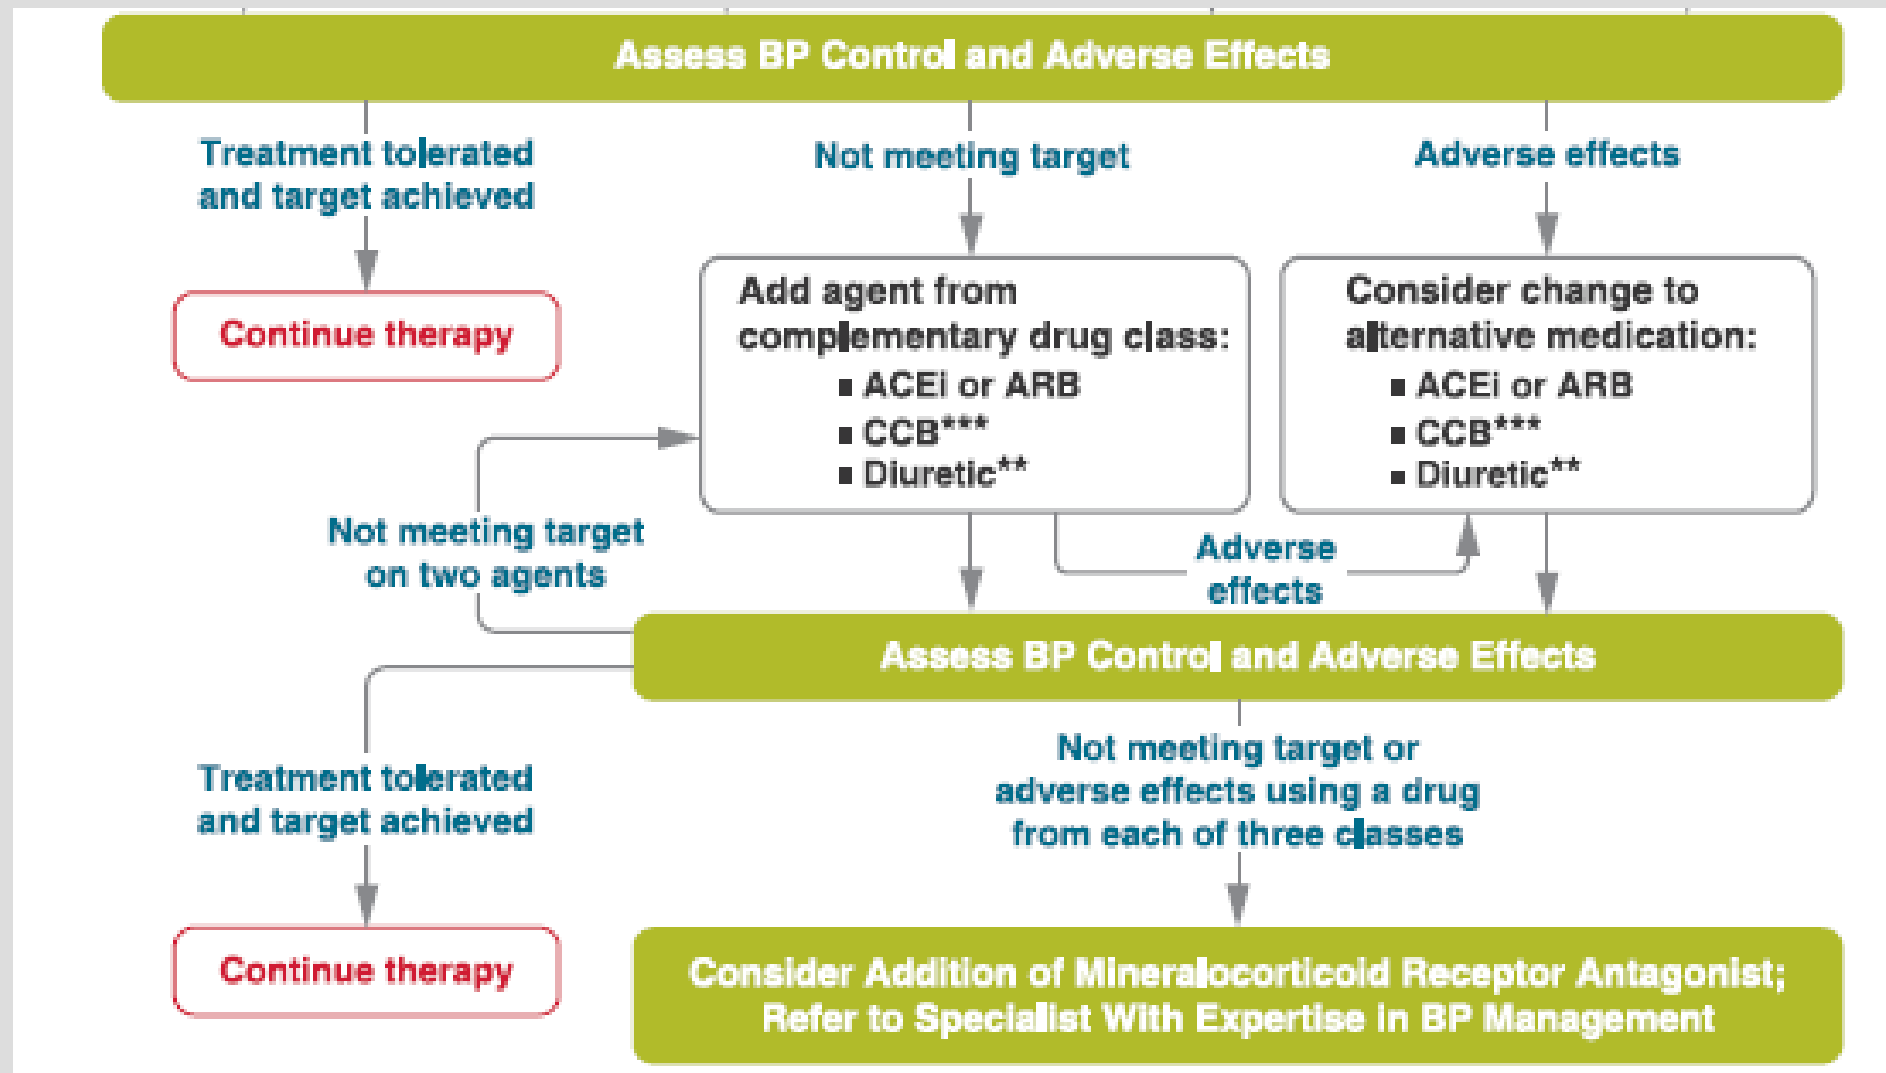 Assess BP Control and Adverse Effects
Treatment tolerated
and target achieved
Not meeting target
Adverse effects
Continue therapy
Add agent from
complementary drug class:
▪ ACEi or ARB
▪ CCB***
▪ Diuretic**
Consider change to
alternative medication:
▪ ACEi or ARB
▪ CCB***
▪ Diuretic**
Not meeting target
on two agents
Adverse
effects
Assess BP Control and Adverse Effects
Treatment tolerated
and target achieved
Not meeting target or
adverse effects using a drug
from each of three classes
Continue therapy
Consider Addition of Mineralocorticoid Receptor Antagonist;
Refer to Specialist With Expertise in BP Management